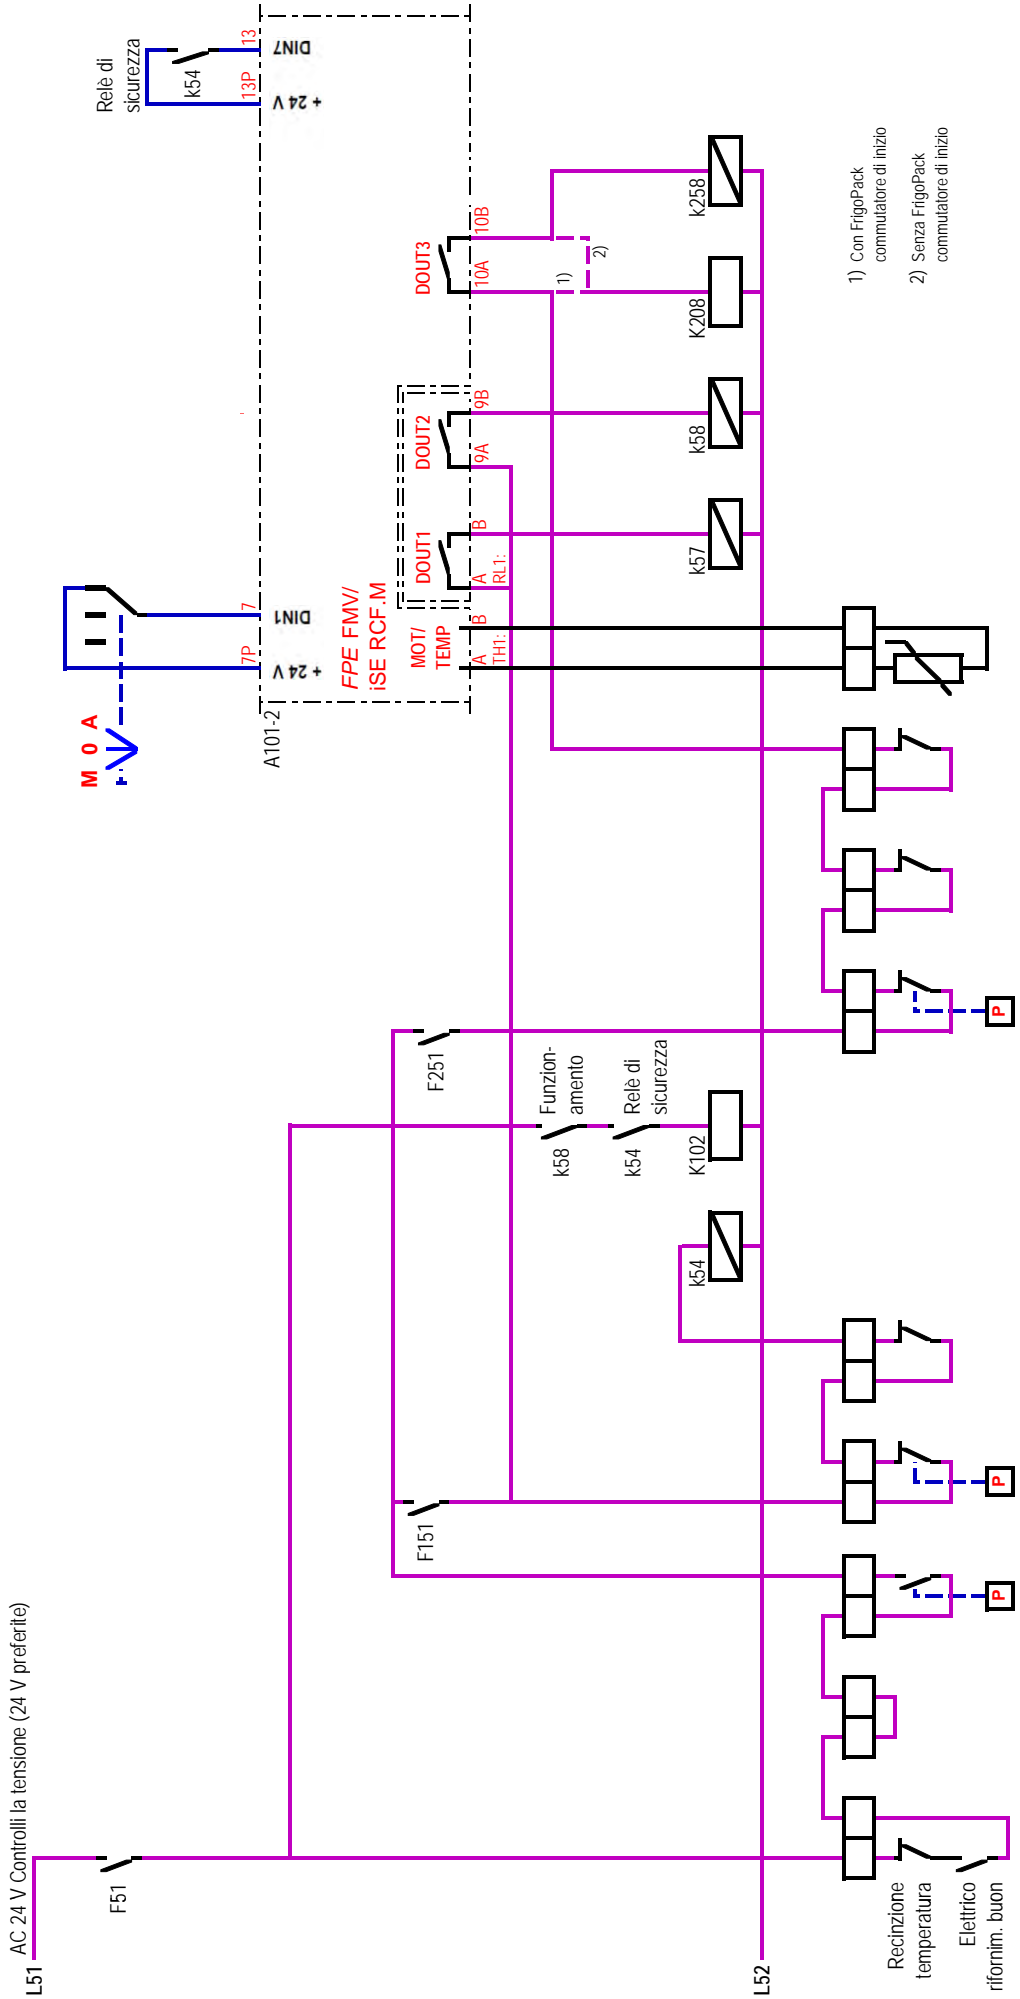 AC 24 V Controlli la tensione (24 V preferite)
L51
F51
L52
Recinzione
temperatura
Elettrico
rifornim. buon
P
F151
P
k54
K102
k58
Funzion-
amento
k54
Relè di
sicurezza
F251
P
M 0 A
A101-2
7P
7
+ 24 V
DIN1
FPE FMV/
iSE RCF.M
MOT/
TEMP
A
B
TH1:
DOUT1
A
B
RL1:
DOUT2
9A
9B
DOUT3
10A
10B
1)
2)
k57
k58
K208
k258
Relè di
sicurezza
k54
13P
13
+ 24 V
DIN7
1) Con FrigoPack
commutatore di inizio
2) Senza FrigoPack
commutatore di inizio